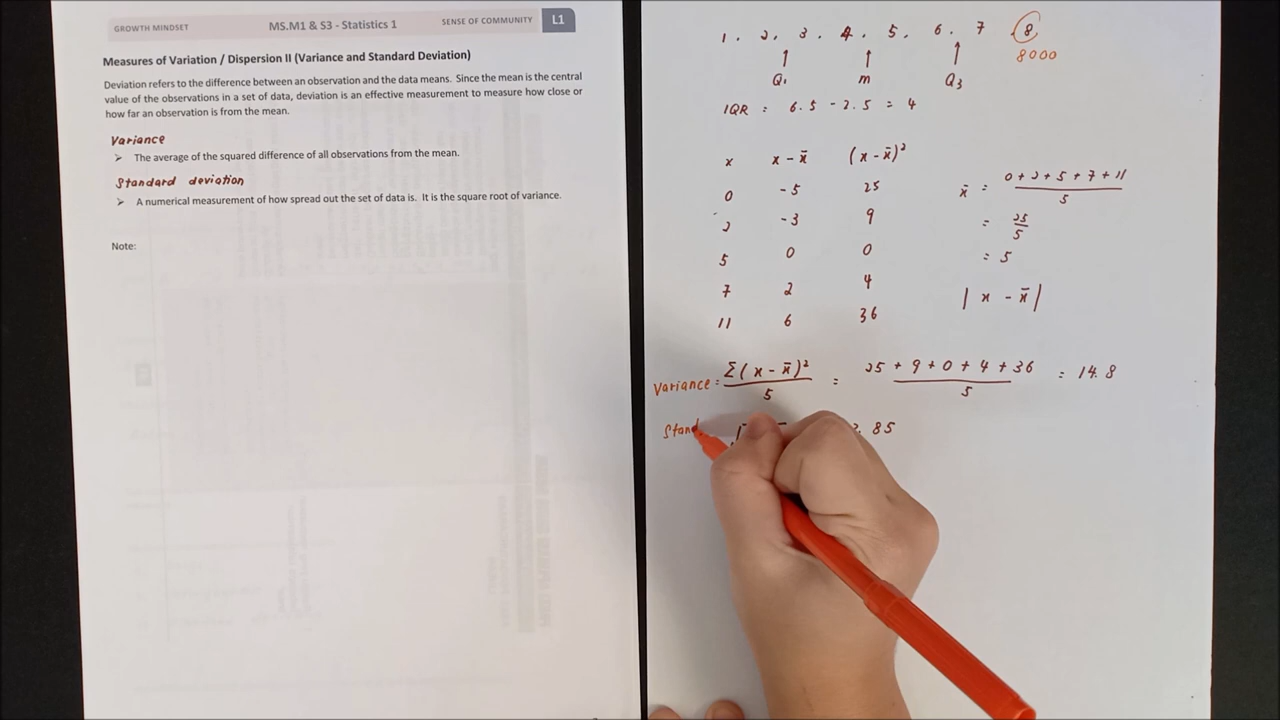 GROWTH MINDSET MS.M1 & S3 - Statistics 1 SENSE OF COMMUNITY L1
Measures of Variation / Dispersion II (Variance and Standard Deviation)
Deviation refers to the difference between an observation and the data means. Since the mean is the central
value of the observations in a set of data, deviation is an effective measurement to measure how close or
how far an observation is from the mean.
Variance
➢ The average of the squared difference of all observations from the mean.
Standard deviation
➢ A numerical measurement of how spread out the set of data is. It is the square root of variance.
Note:
1. 2. 3. 4. 5. 6. 7 8
8000
Q₁ m Q₃
IQR = 6.5 - 2.5 = 4
x x - x̄ (x - x̄)²
0 -5 25
2 -3 9
5 0 0
7 2 4
11 6 36
x̄ = 0 + 2 + 5 + 7 + 11 / 5
= 25 / 5
= 5
| x - x̄ |
Variance = Σ(x - x̄)² / 5 = 25 + 9 + 0 + 4 + 36 / 5 = 14.8
Stand 85